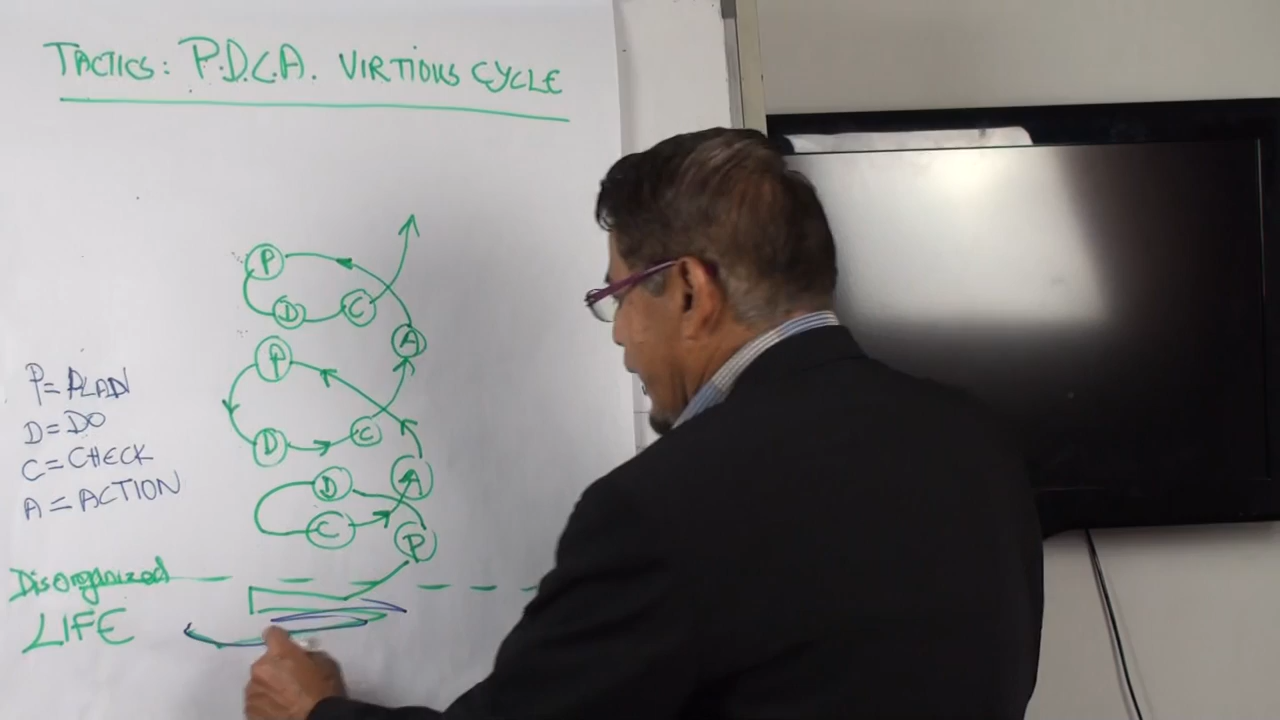 TACTICS: P.D.C.A. VIRTIOUS CYCLE
P
D
C
A
P
D
C
A
D
C
P
P=PLAN
D=DO
C=CHECK
A=ACTION
Disorganized
LIFE